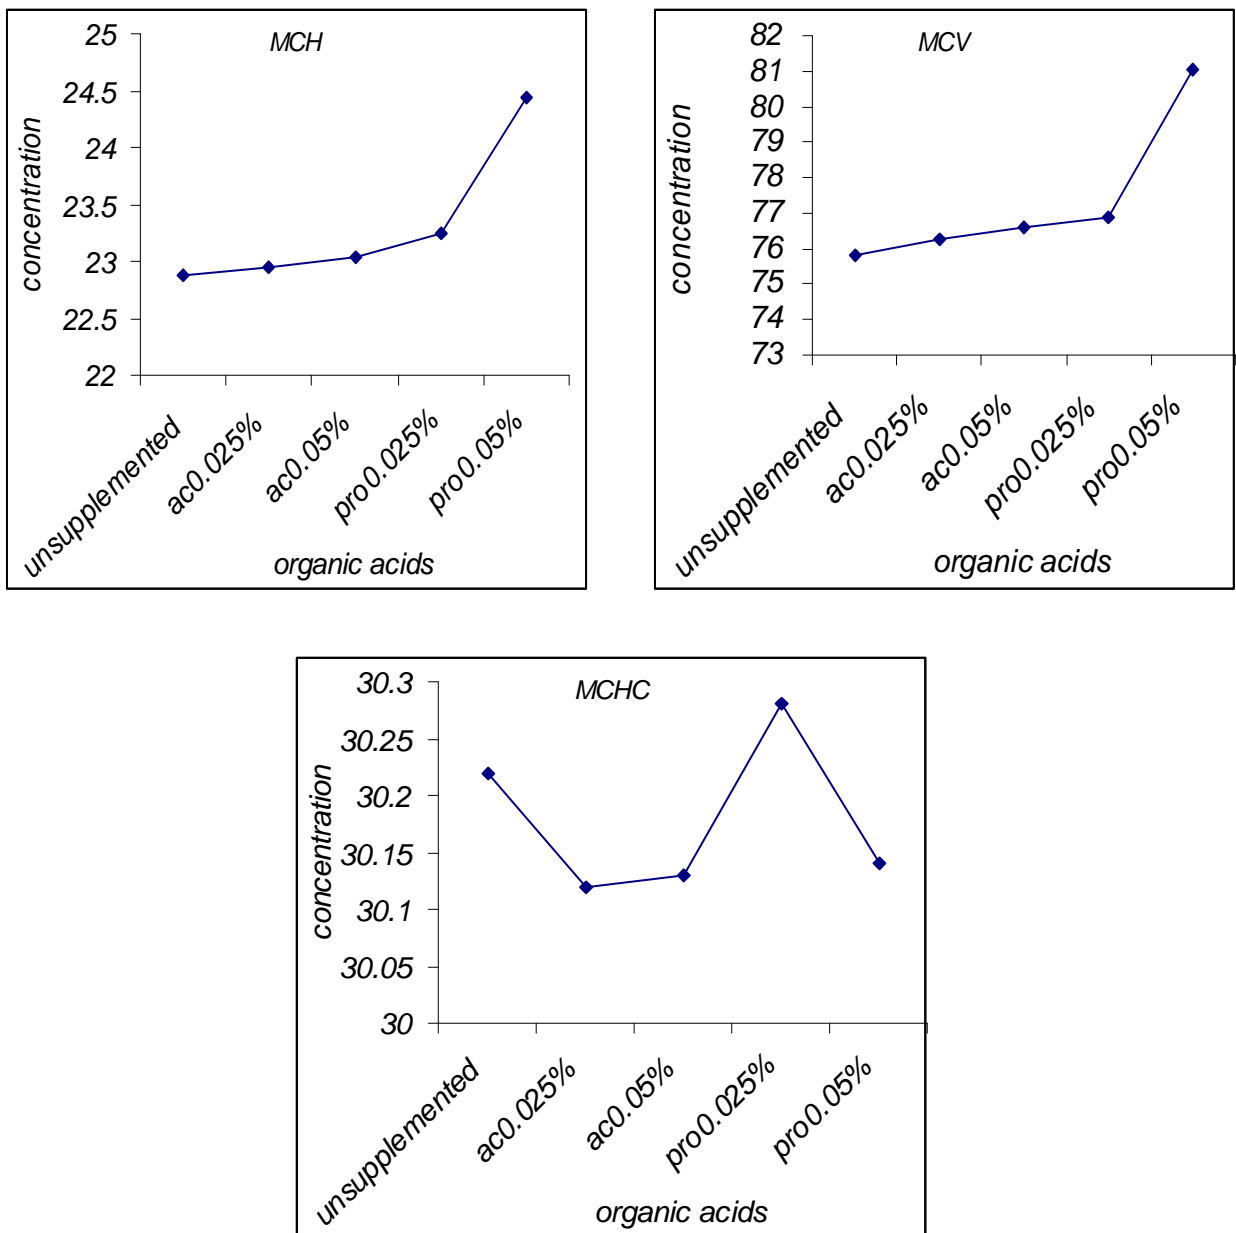 MCH
25
24.5
24
23.5
23
22.5
22
concentration
unsupplemented
ac0.025%
ac0.05%
pro0.025%
pro0.05%
organic acids
MCV
82
81
80
79
78
77
76
75
74
73
concentration
unsupplemented
ac0.025%
ac0.05%
pro0.025%
pro0.05%
organic acids
MCHC
30.3
30.25
30.2
30.15
30.1
30.05
30
concentration
unsupplemented
ac0.025%
ac0.05%
pro0.025%
pro0.05%
organic acids